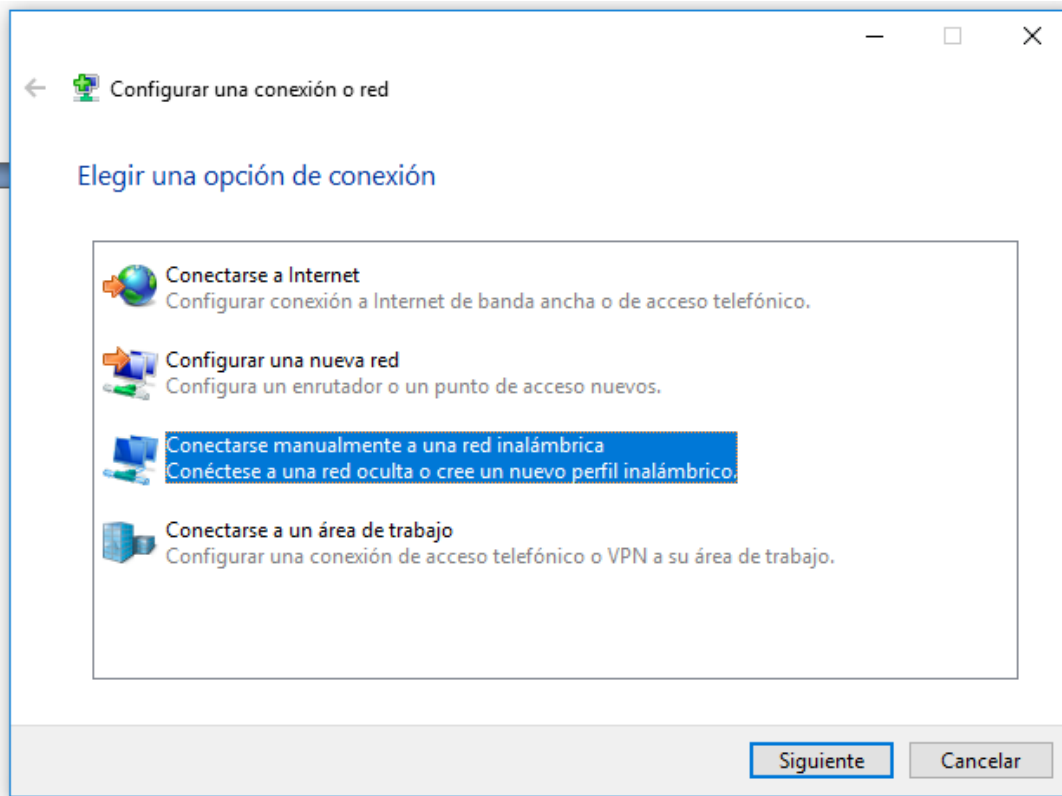 Configurar una conexión o red
Elegir una opción de conexión
Conectarse a Internet
Configurar conexión a Internet de banda ancha o de acceso telefónico.
Configurar una nueva red
Configura un enrutador o un punto de acceso nuevos.
Conectarse manualmente a una red inalámbrica
Conéctese a una red oculta o cree un nuevo perfil inalámbrico.
Conectarse a un área de trabajo
Configurar una conexión de acceso telefónico o VPN a su área de trabajo.
Siguiente
Cancelar